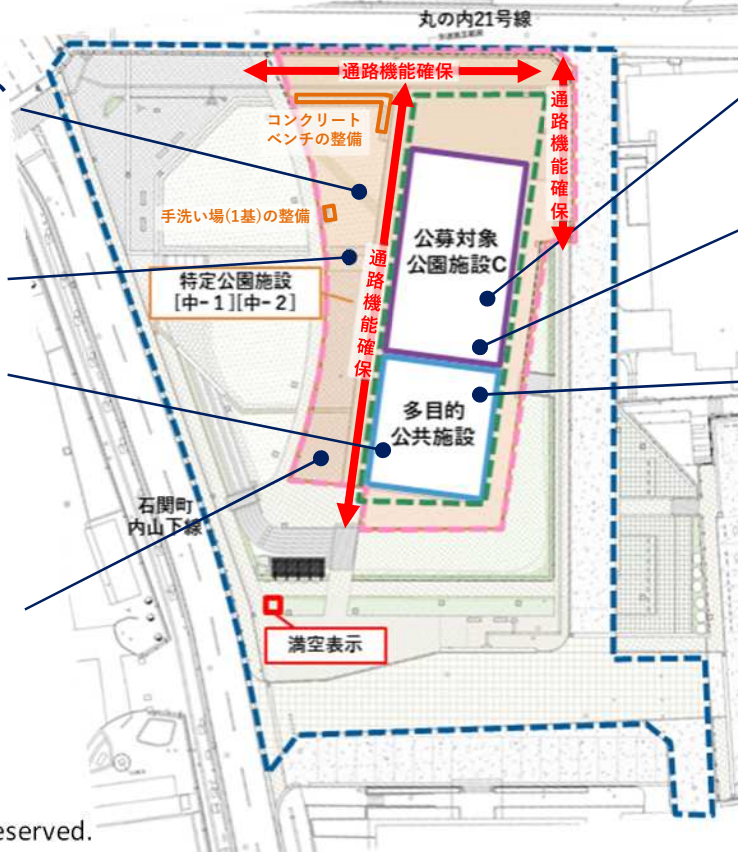 丸の内21号線
通路機能確保
コンクリート
ベンチの整備
通路機能確保
手洗い場(1基)の整備
公募対象
公園施設C
通路機能確保
特定公園施設
[中-1][中-2]
多目的
公共施設
石関町
内山下線
満空表示
eserved.